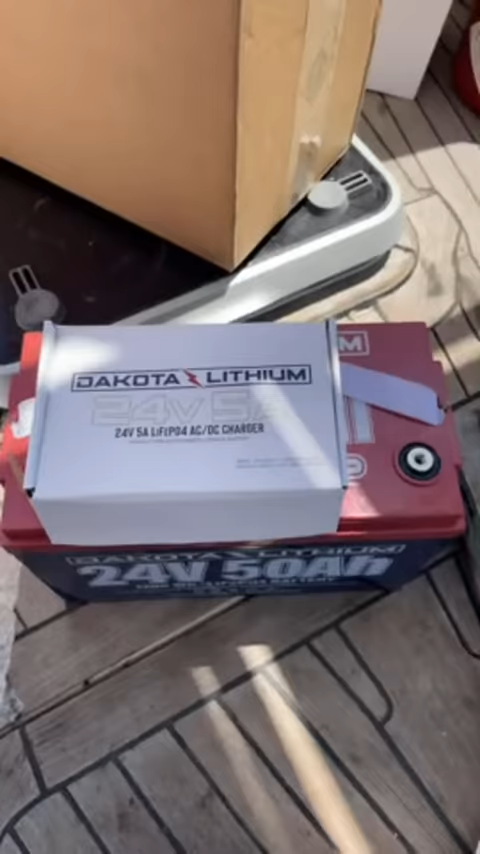 DAKOTA LITHIUM
24V 5A
24V 5A LiFePO4 AC/DC CHARGER
M
DAKOTA LITHIUM
24V 50Ah